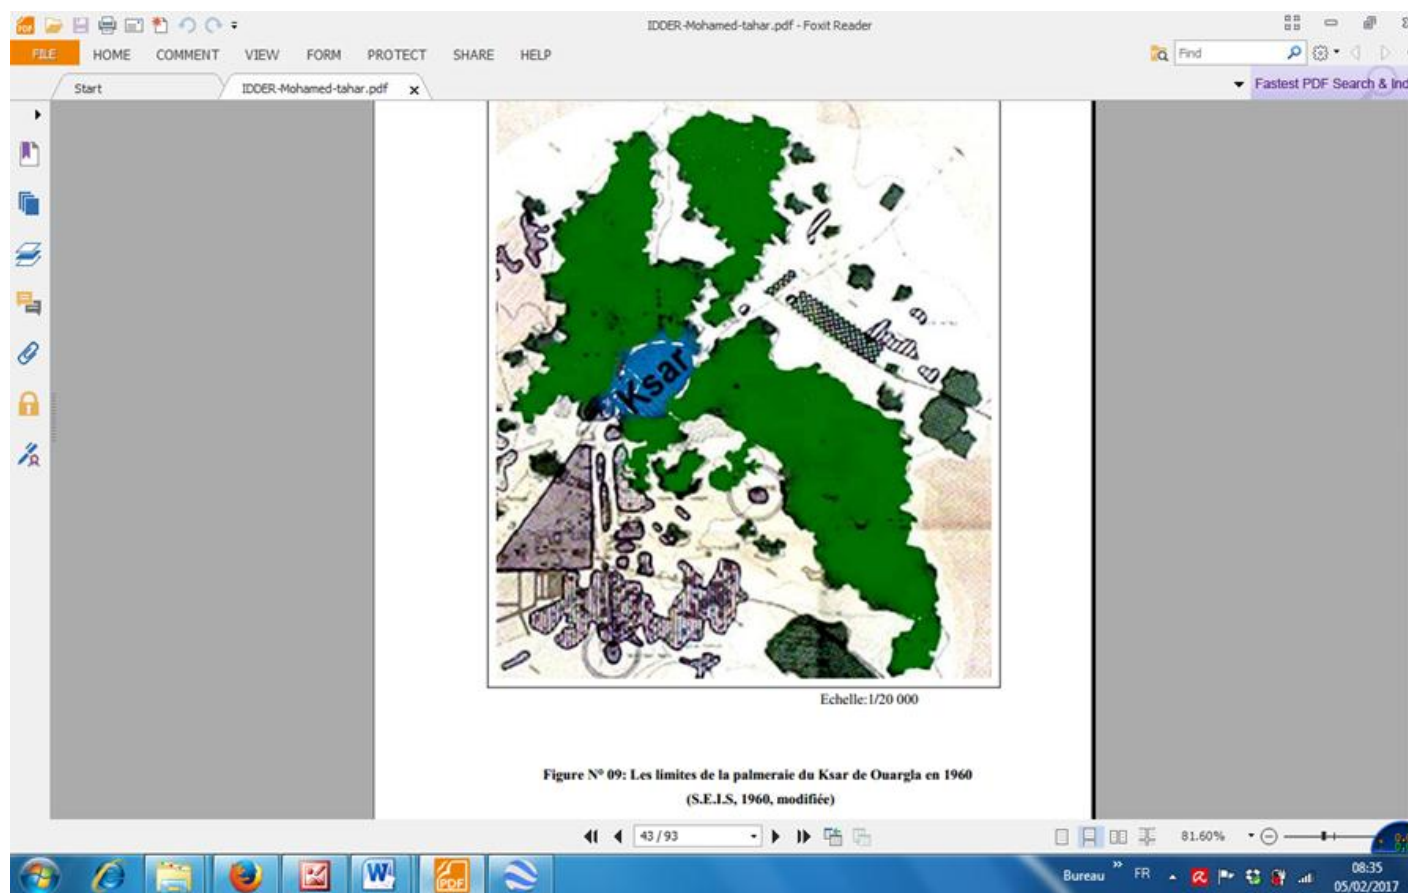 IDDER-Mohamed-tahar.pdf - Foxit Reader
FILE HOME COMMENT VIEW FORM PROTECT SHARE HELP
Find
Start
IDDER-Mohamed-tahar.pdf x
Fastest PDF Search & Ind
Ksar
Echelle:1/20 000
Figure N° 09: Les limites de la palmeraie du Ksar de Ouargla en 1960
(S.E.I.S, 1960, modifiée)
43 / 93
81.60%
Bureau
FR
08:35
05/02/2017